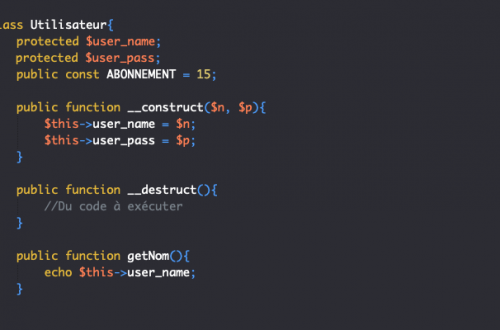 lass Utilisateur{
protected $user_name;
protected $user_pass;
public const ABONNEMENT = 15;
public function __construct($n, $p){
$this->user_name = $n;
$this->user_pass = $p;
}
public function __destruct(){
//Du code à exécuter
}
public function getNom(){
echo $this->user_name;
}